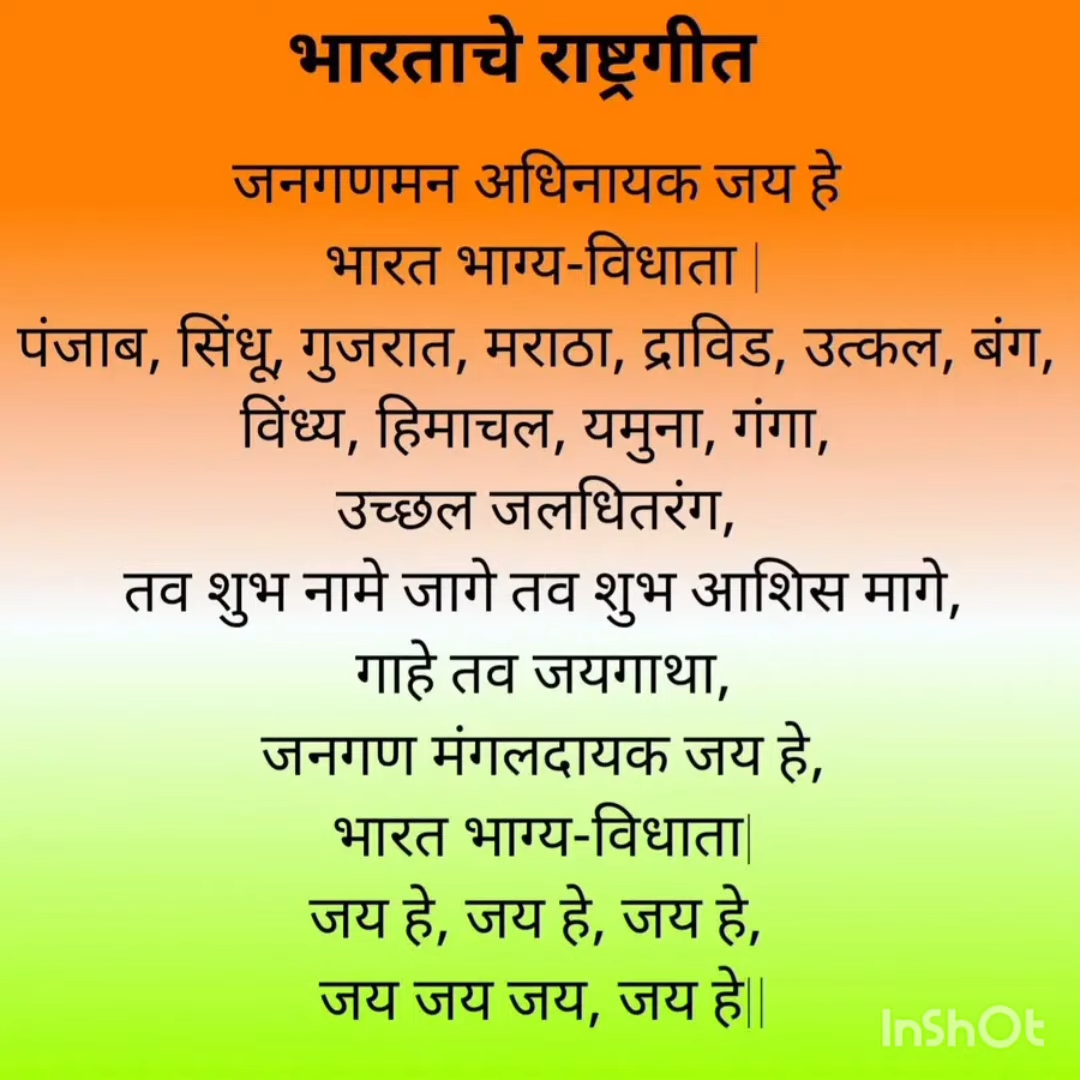 भारताचे राष्ट्रगीत
जनगणमन अधिनायक जय हे
भारत भाग्य-विधाता |
पंजाब, सिंधू, गुजरात, मराठा, द्राविड, उत्कल, बंग,
विंध्य, हिमाचल, यमुना, गंगा,
उच्छल जलधितरंग,
तव शुभ नामे जागे तव शुभ आशिस मागे,
गाहे तव जयगाथा,
जनगण मंगलदायक जय हे,
भारत भाग्य-विधाता|
जय हे, जय हे, जय हे,
जय जय जय, जय हे||
InShOt